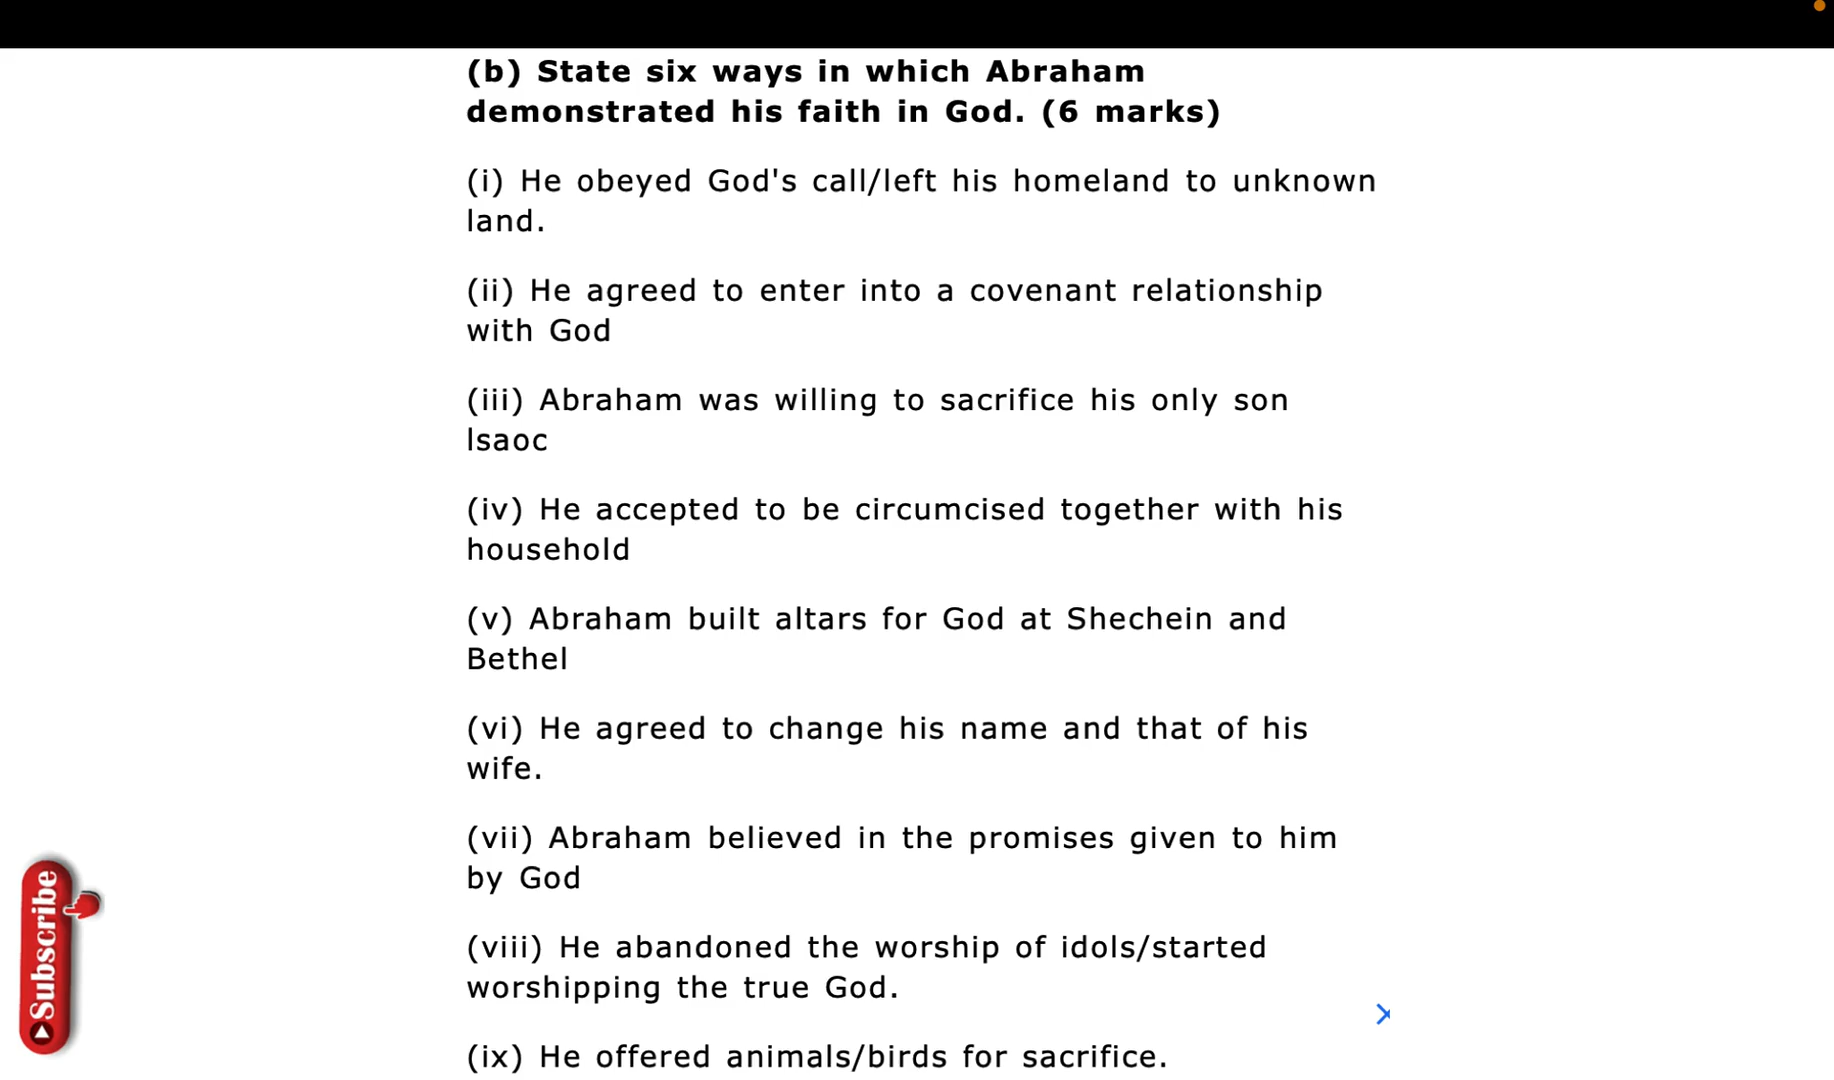 (b) State six ways in which Abraham
demonstrated his faith in God. (6 marks)
(i) He obeyed God's call/left his homeland to unknown
land.
(ii) He agreed to enter into a covenant relationship
with God
(iii) Abraham was willing to sacrifice his only son
lsaoc
(iv) He accepted to be circumcised together with his
household
(v) Abraham built altars for God at Shechein and
Bethel
(vi) He agreed to change his name and that of his
wife.
(vii) Abraham believed in the promises given to him
by God
(viii) He abandoned the worship of idols/started
worshipping the true God.
(ix) He offered animals/birds for sacrifice.
Subscribe